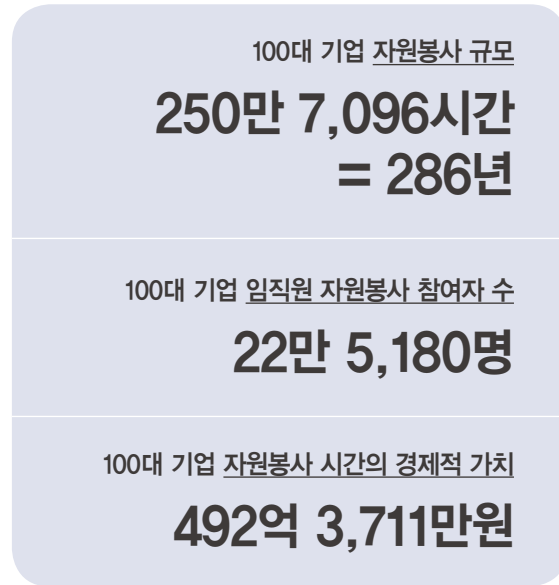 100대 기업 자원봉사 규모
250만 7,096시간
= 286년
100대 기업 임직원 자원봉사 참여자 수
22만 5,180명
100대 기업 자원봉사 시간의 경제적 가치
492억 3,711만원